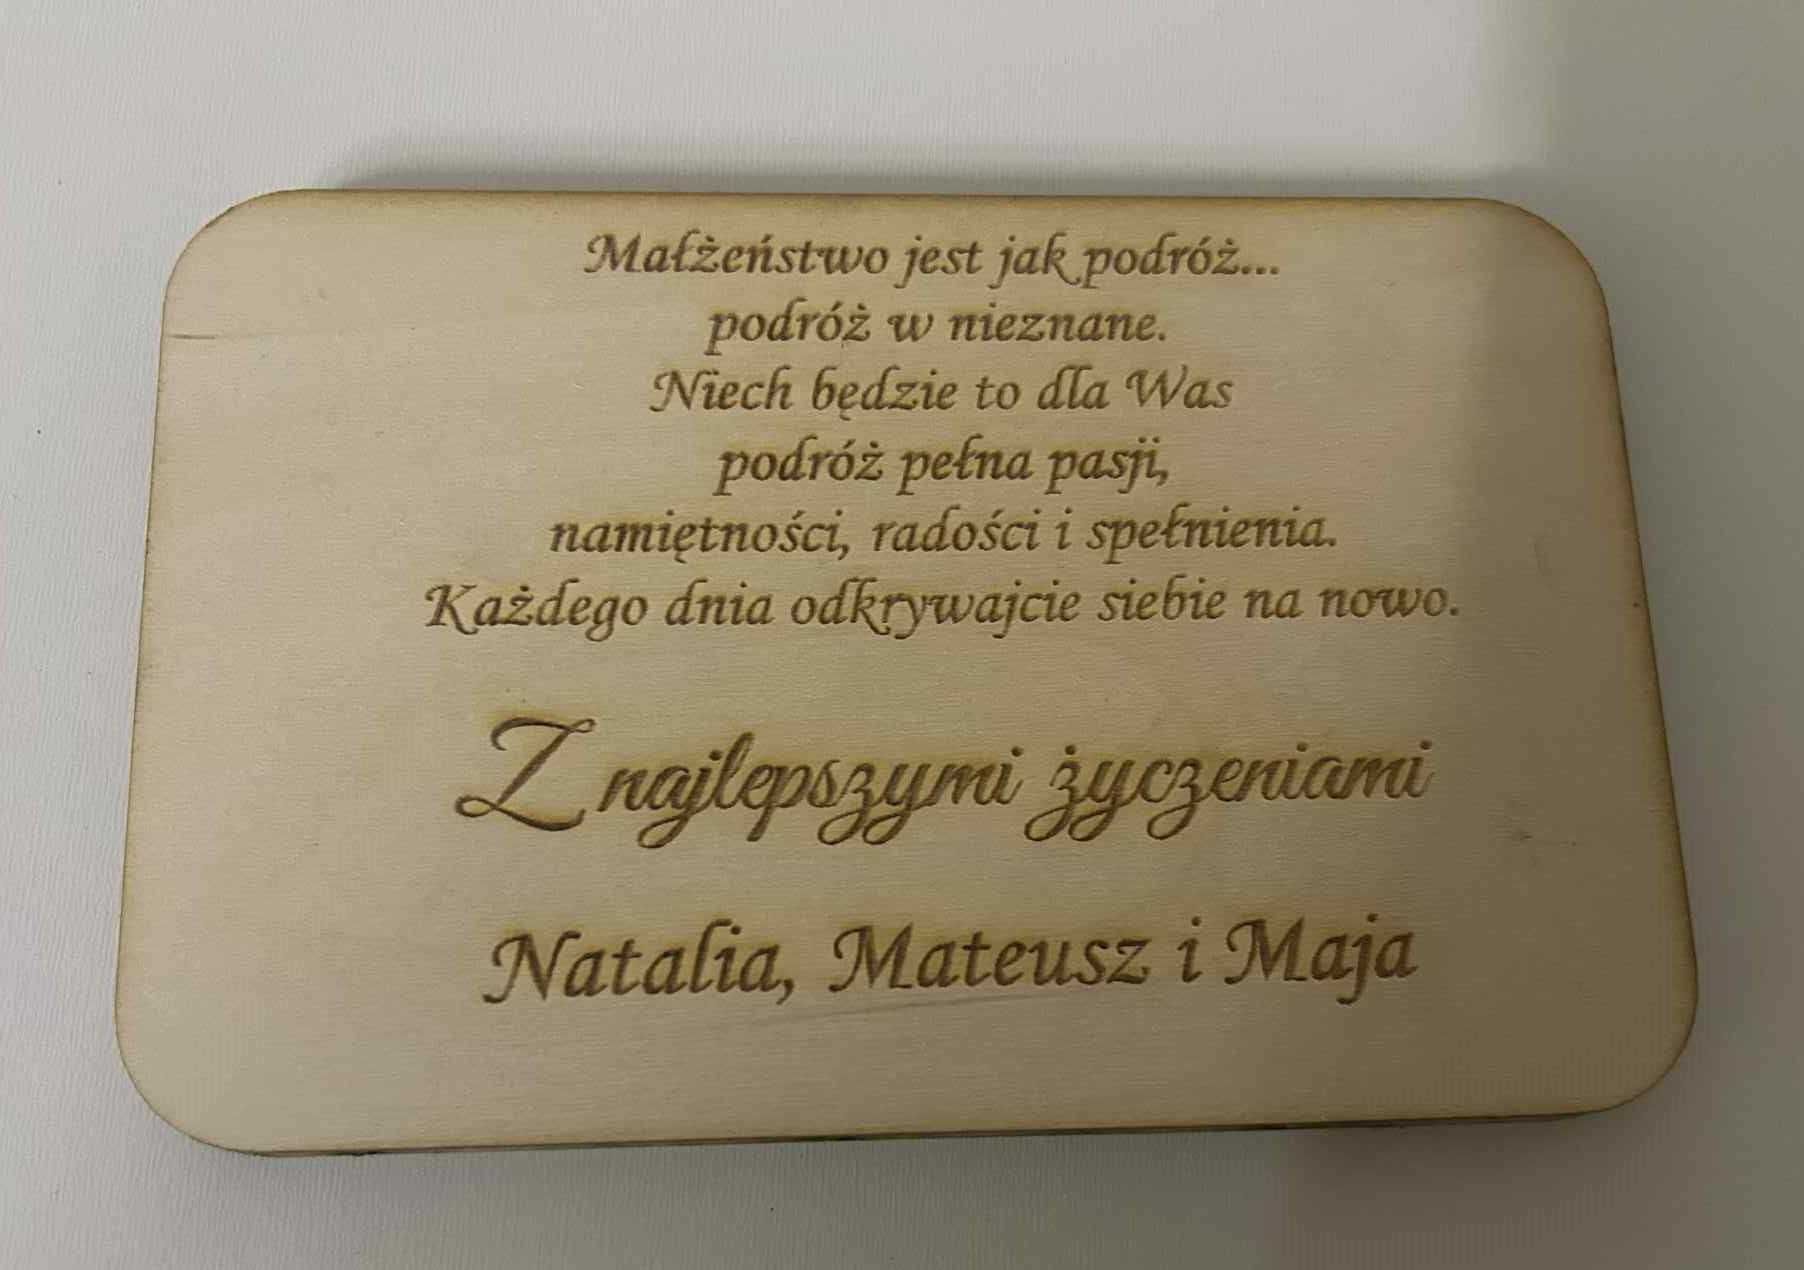 Małżeństwo jest jak podróż...
podróż w nieznane.
Niech będzie to dla Was
podróż pełna pasji,
namiętności, radości i spełnienia.
Każdego dnia odkrywajcie siebie na nowo.
Z najlepszymi życzeniami
Natalia, Mateusz i Maja